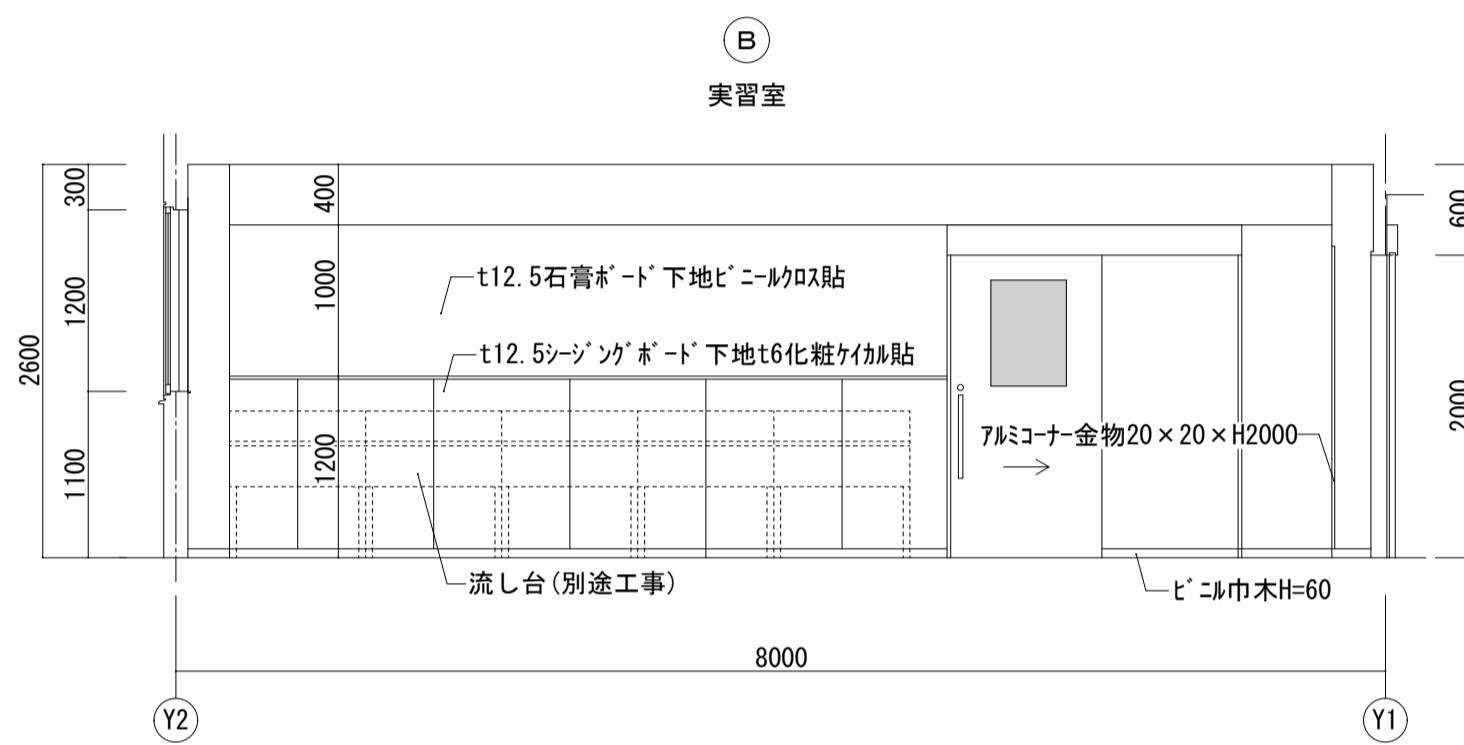 B
実習室
300
400
600
t12.5石膏ボード下地ビニールクロス貼
1000
1200
2600
t12.5シージングボード下地t6化粧ケイカル貼
2000
アルミコーナー金物20×20×H2000
1100
1200
流し台(別途工事)
ビニル巾木H=60
8000
Y2
Y1